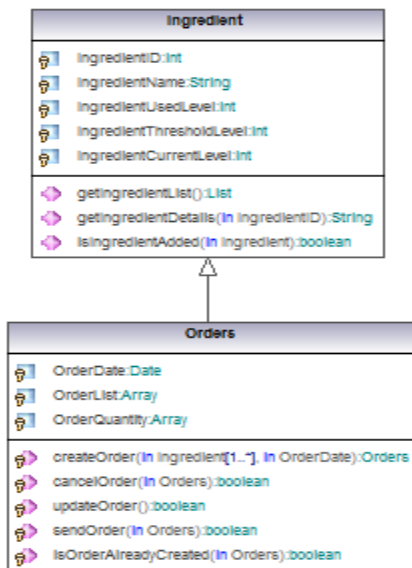 Ingredient
IngredientID:Int
IngredientName:String
IngredientUsedLevel:Int
IngredientThresholdLevel:Int
IngredientCurrentLevel:Int
getIngredientList():List
getIngredientDetails(in IngredientID):String
isIngredientAdded(in Ingredient):boolean
Orders
OrderDate:Date
OrderList:Array
OrderQuantity:Array
createOrder(in Ingredient[1..*], in OrderDate):Orders
cancelOrder(in Orders):boolean
updateOrder():boolean
sendOrder(in Orders):boolean
isOrderAlreadyCreated(in Orders):boolean